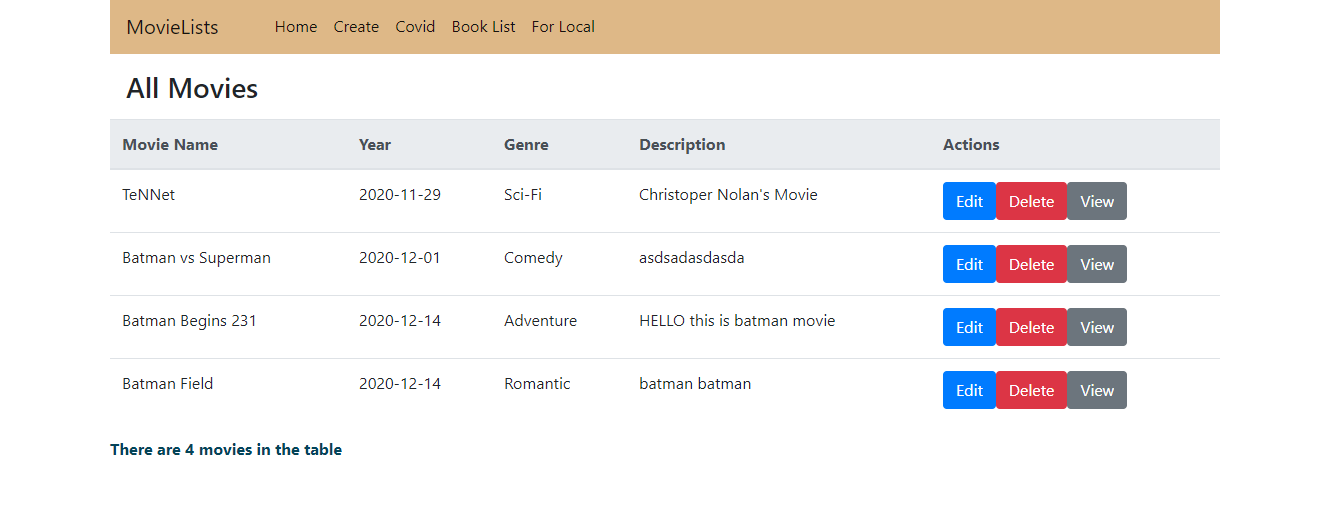 MovieLists Home Create Covid Book List For Local
All Movies
Movie Name Year Genre Description Actions
TeNNet 2020-11-29 Sci-Fi Christoper Nolan's Movie Edit Delete View
Batman vs Superman 2020-12-01 Comedy asdsadasdasda Edit Delete View
Batman Begins 231 2020-12-14 Adventure HELLO this is batman movie Edit Delete View
Batman Field 2020-12-14 Romantic batman batman Edit Delete View
There are 4 movies in the table